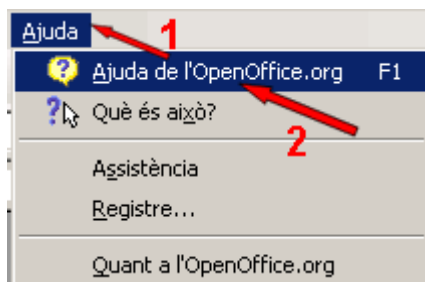 Ajuda
1
Ajuda de l'OpenOffice.org F1
Què és això?
2
Assistència
Registre...
Quant a l'OpenOffice.org